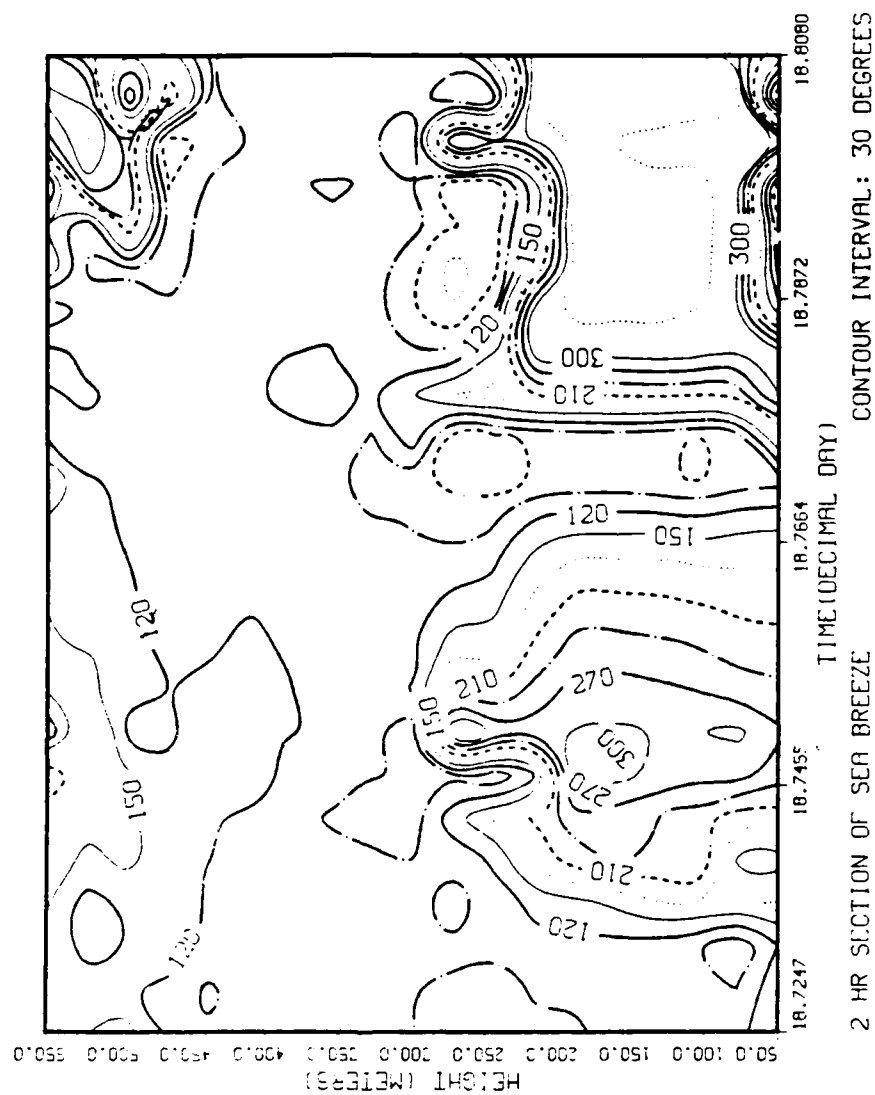 550.0 500.0 450.0 400.0 350.0 300.0 250.0 200.0 150.0 100.0 50.0
HEIGHT (METERS)
18.7247 18.7455 18.7664 18.7872 18.8080
TIME (DECIMAL DAY)
2 HR SECTION OF SEA BREEZE
CONTOUR INTERVAL: 30 DEGREES
120
150
120
120
210
270
300
270
210
150
150
120
210
300
120
150
300